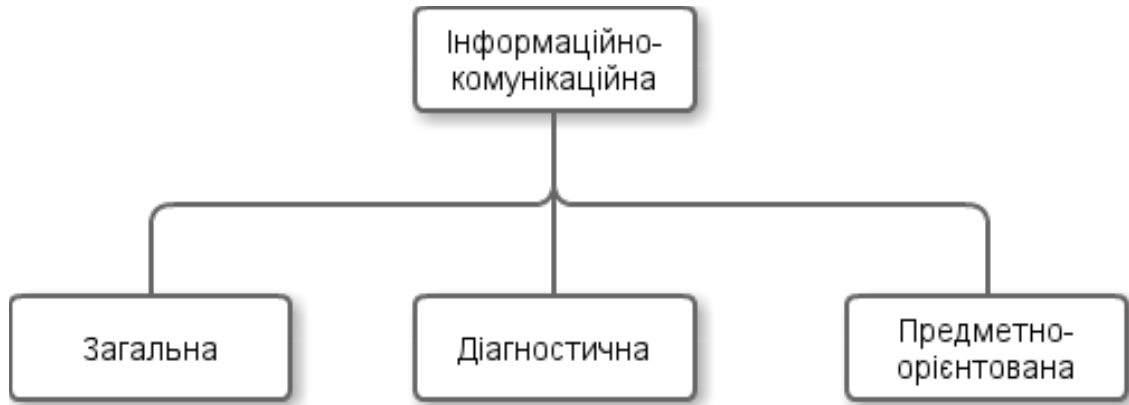 Інформаційно-
комунікаційна
Загальна
Діагностична
Предметно-
орієнтована